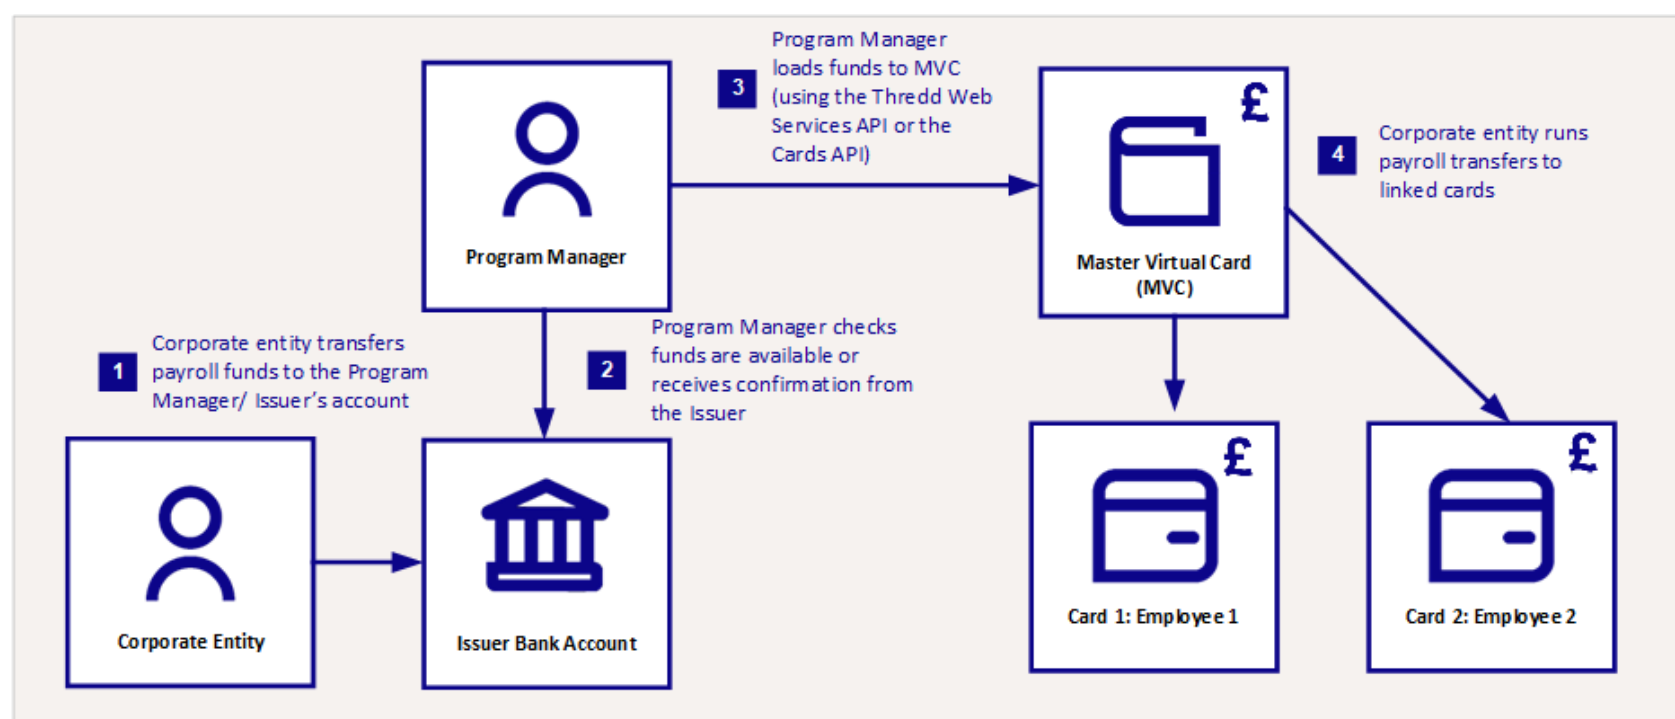 Program Manager
loads funds to MVC
(using the Thredd Web
Services API or the
Cards API)
3
£
4
Corporate entity runs
payroll transfers to
linked cards
Program Manager
Master Virtual Card
(MVC)
1
Corporate entity transfers
payroll funds to the Program
Manager/ Issuer's account
2
Program Manager checks
funds are available or
receives confirmation from
the Issuer
£
£
Corporate Entity
Issuer Bank Account
Card 1: Employee 1
Card 2: Employee 2